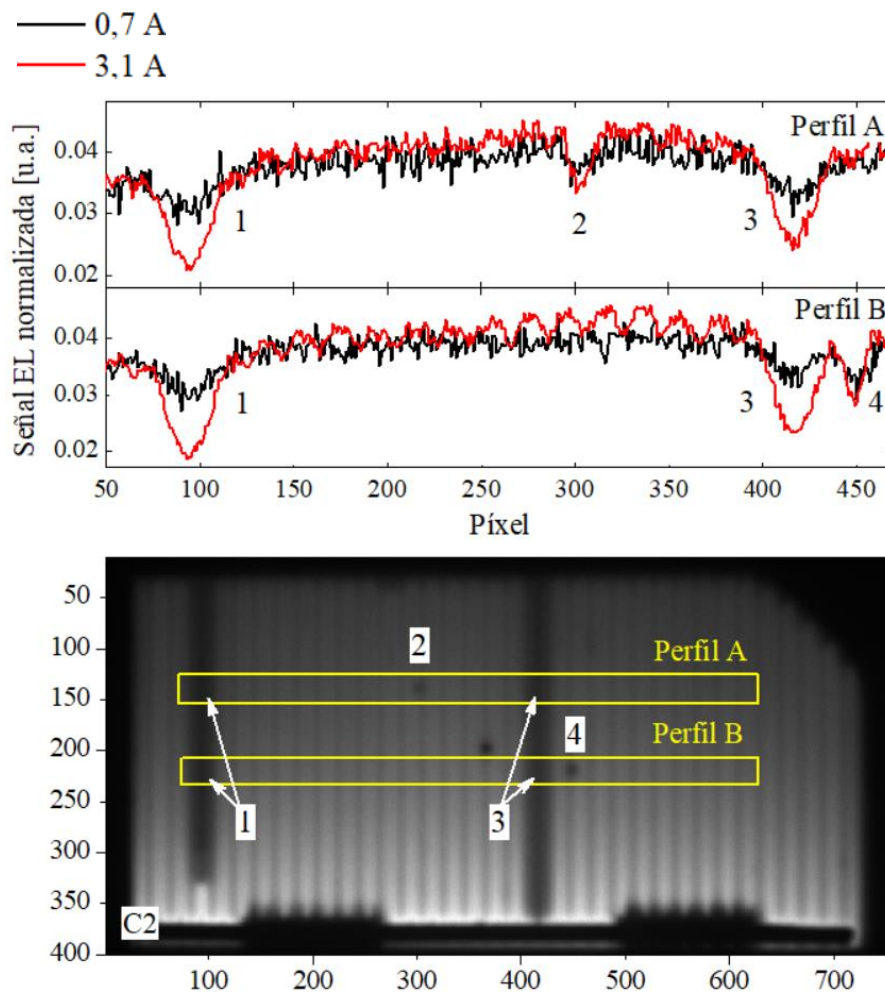 0,7 A
3,1 A
Perfil A
0.04
0.03
0.02
1
2
3
Perfil B
0.04
0.03
0.02
1
3
4
Señal EL normalizada [u.a.]
50 100 150 200 250 300 350 400 450
Píxel
50
100
150
200
250
300
350
400
2
Perfil A
Perfil B
4
1
3
C2
100 200 300 400 500 600 700